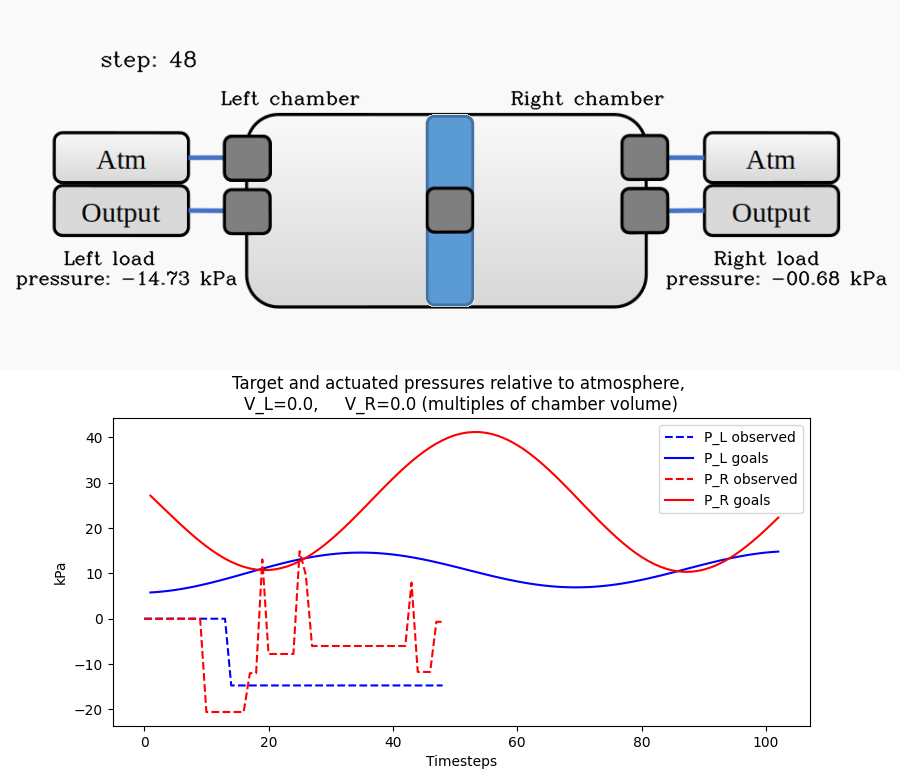 step: 48
Left chamber
Right chamber
Atm
Atm
Output
Output
Left load
pressure: −14.73 kPa
Right load
pressure: −00.68 kPa
Target and actuated pressures relative to atmosphere,
V_L=0.0,     V_R=0.0 (multiples of chamber volume)
P_L observed
P_L goals
P_R observed
P_R goals
40
30
20
10
0
−10
−20
kPa
0 20 40 60 80 100
Timesteps